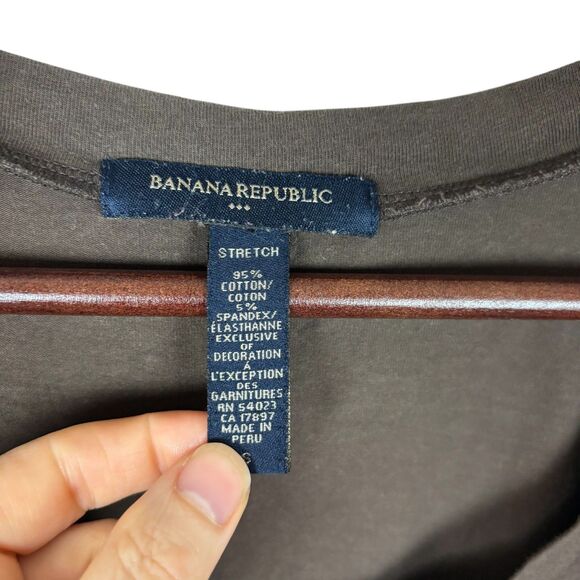 BANANA REPUBLIC
STRETCH
95%
COTTON/
COTON
5%
SPANDEX/
ÉLASTHANNE
EXCLUSIVE
OF
DECORATION
À
L'EXCEPTION
DES
GARNITURES
RN 54023
CA 17897
MADE IN
PERU